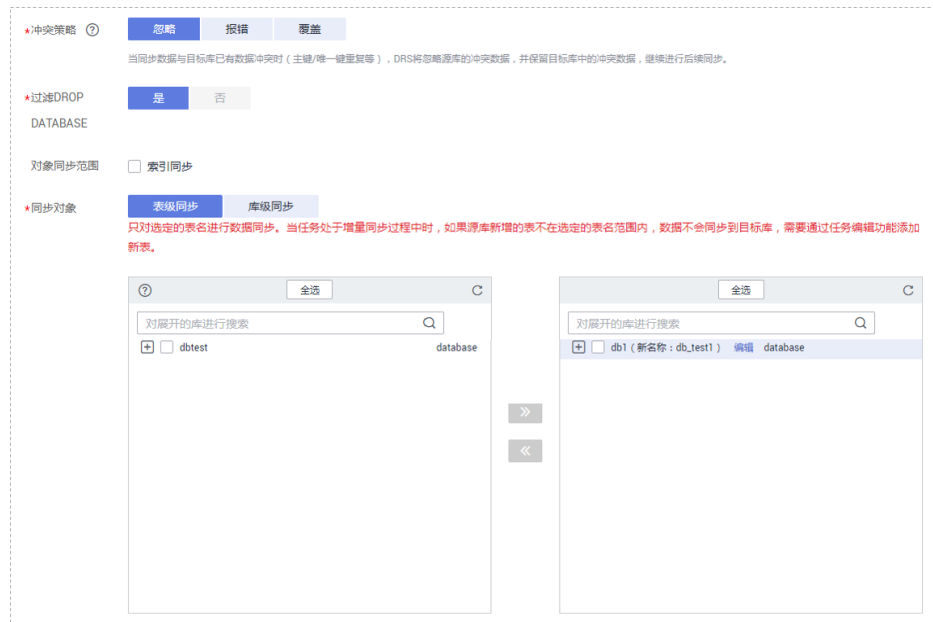 *冲突策略 ? 忽略 报错 覆盖
当同步数据与目标库已有数据冲突时(主键/唯一键重复等),DRS将忽略源库的冲突数据,并保留目标库中的冲突数据,继续进行后续同步。
*过滤DROP 是 否
DATABASE
对象同步范围 索引同步
*同步对象 表级同步 库级同步
只对选定的表名进行数据同步。当任务处于增量同步过程中时,如果源库新增的表不在选定的表名范围内,数据不会同步到目标库,需要通过任务编辑功能添加
新表。
? 全选 全选
对展开的库进行搜索 对展开的库进行搜索
dbtest database db1(新名称:db_test1) 编辑 database